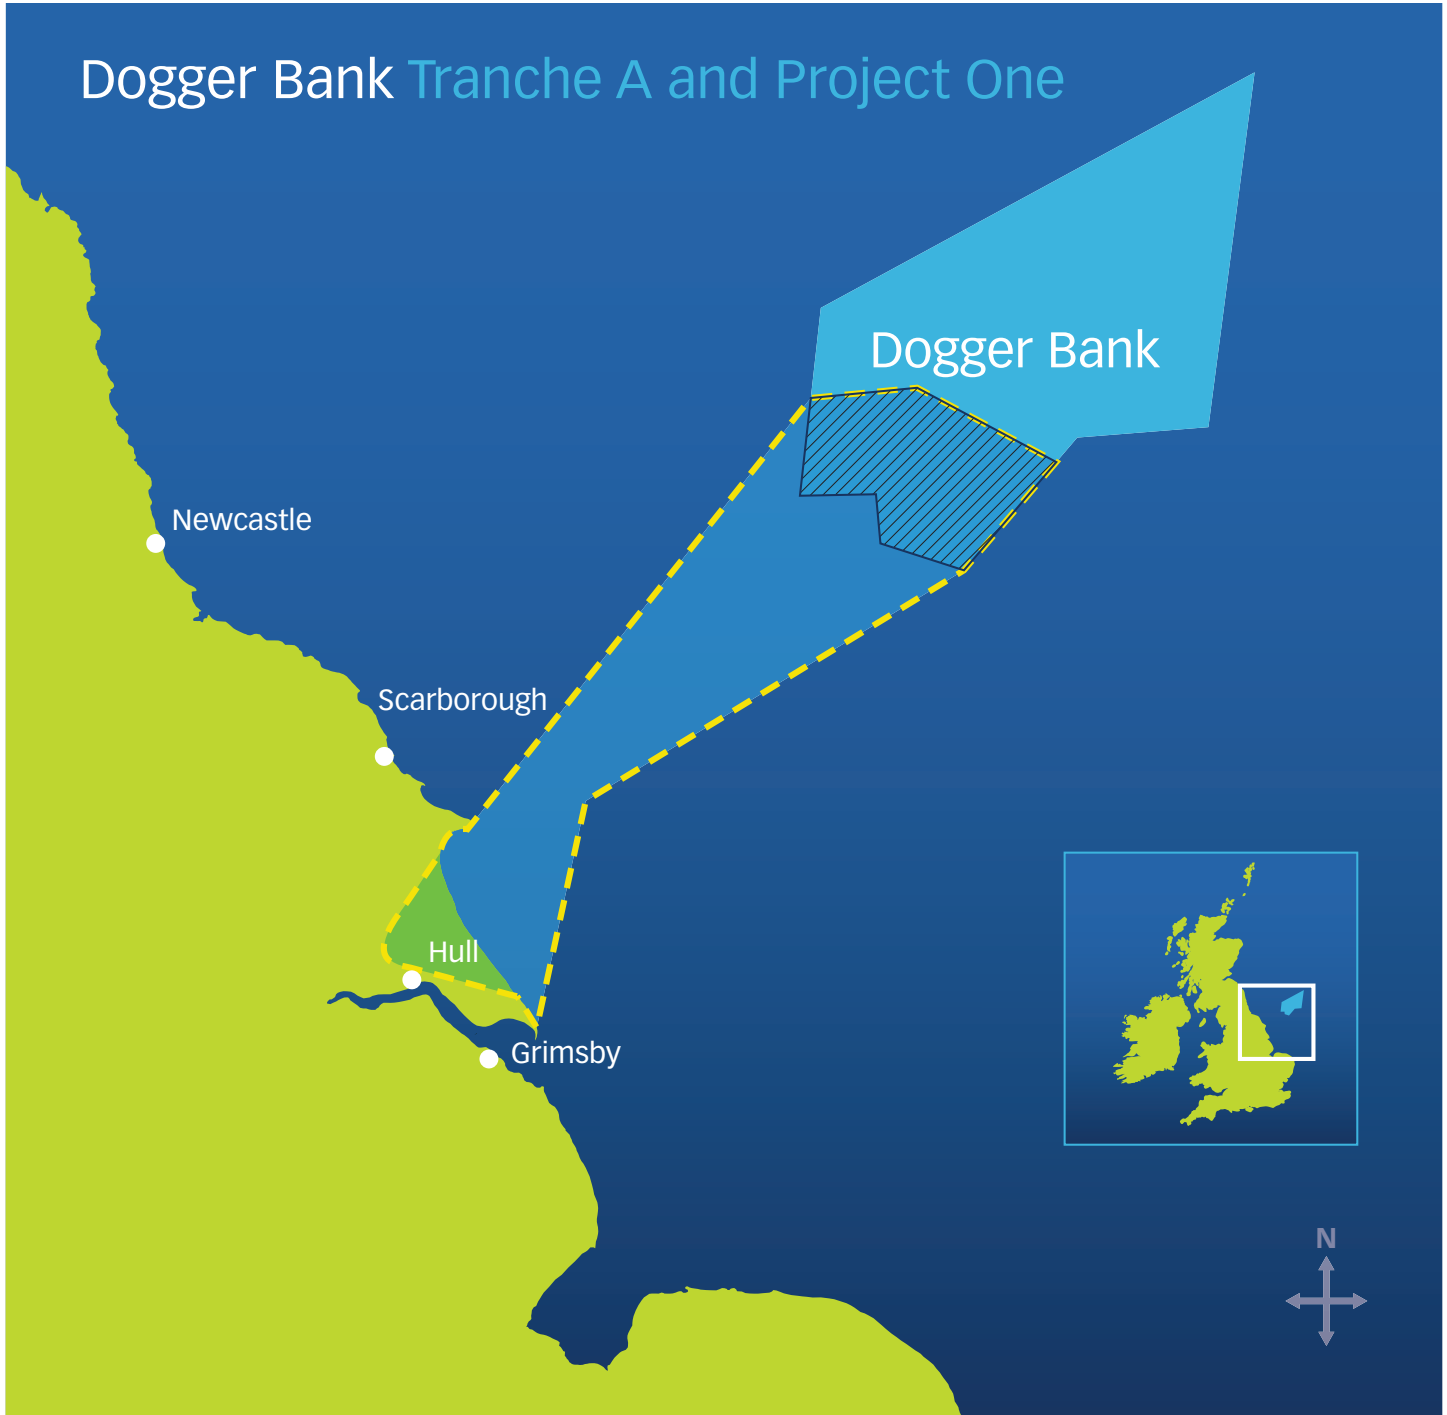 Dogger Bank Tranche A and Project One
Dogger Bank
Newcastle
Scarborough
Hull
Grimsby
N